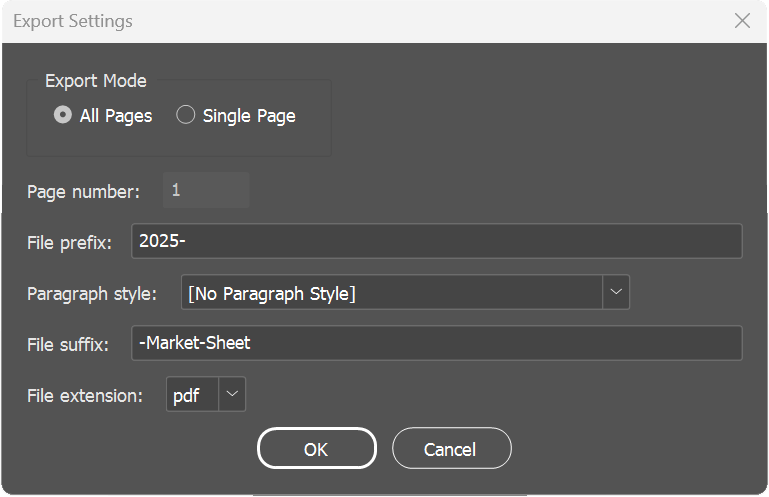 Export Settings
Export Mode
All Pages Single Page
Page number: 1
File prefix: 2025-
Paragraph style: [No Paragraph Style]
File suffix: -Market-Sheet
File extension: pdf
OK Cancel